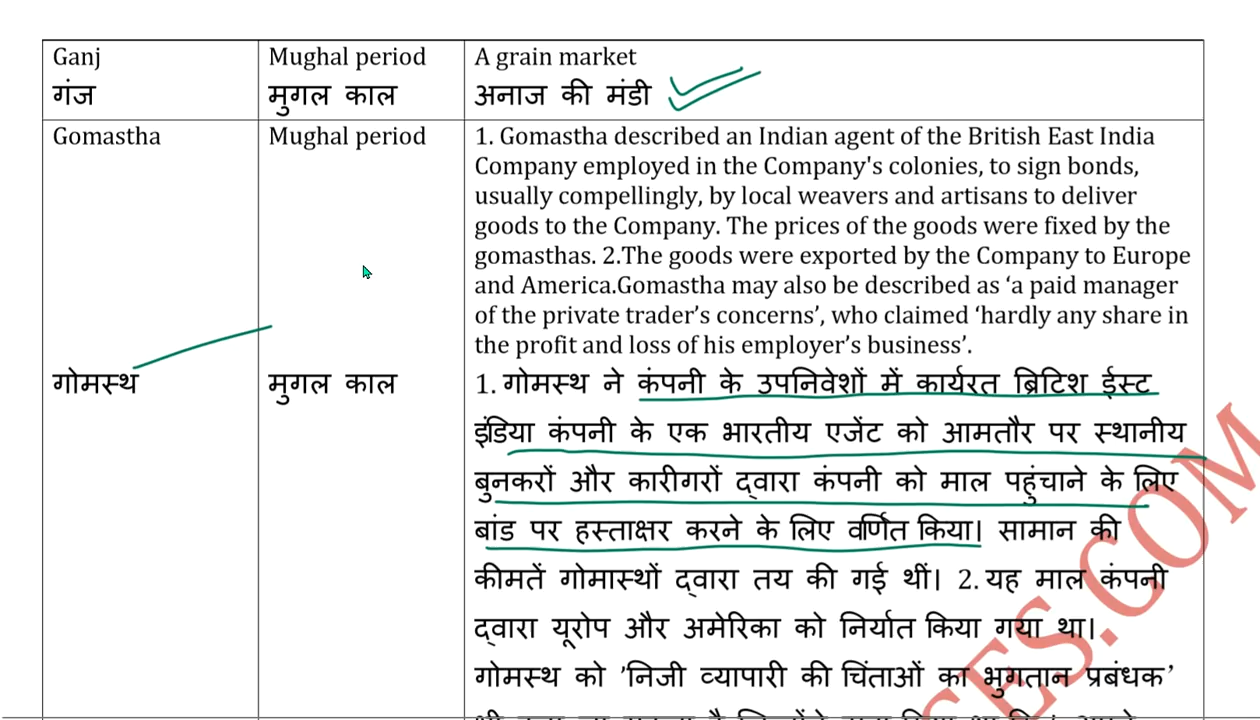 Ganj
Mughal period
A grain market
गंज
मुगल काल
अनाज की मंडी
Gomastha
Mughal period
1. Gomastha described an Indian agent of the British East India
Company employed in the Company's colonies, to sign bonds,
usually compellingly, by local weavers and artisans to deliver
goods to the Company. The prices of the goods were fixed by the
gomasthas. 2.The goods were exported by the Company to Europe
and America.Gomastha may also be described as ‘a paid manager
of the private trader’s concerns’, who claimed ‘hardly any share in
the profit and loss of his employer’s business’.
गोमस्थ
मुगल काल
1. गोमस्थ ने कंपनी के उपनिवेशों में कार्यरत ब्रिटिश ईस्ट
इंडिया कंपनी के एक भारतीय एजेंट को आमतौर पर स्थानीय
बुनकरों और कारीगरों द्वारा कंपनी को माल पहुंचाने के लिए
बांड पर हस्ताक्षर करने के लिए वर्णित किया। सामान की
कीमतें गोमास्थों द्वारा तय की गई थीं। 2. यह माल कंपनी
द्वारा यूरोप और अमेरिका को निर्यात किया गया था।
गोमस्थ को ’निजी व्यापारी की चिंताओं का भुगतान प्रबंधक’
CES.COM